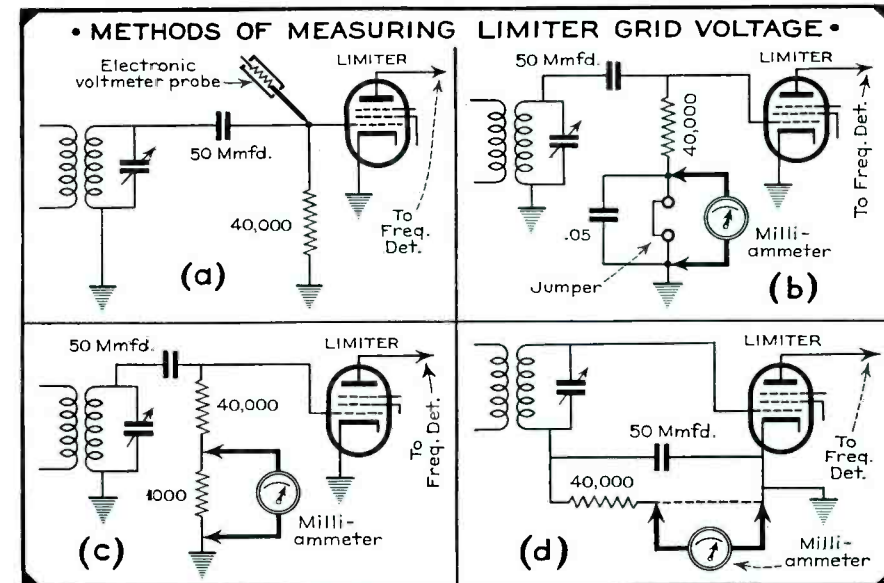 • METHODS OF MEASURING LIMITER GRID VOLTAGE •
Electronic
voltmeter probe
LIMITER
50 Mmfd.
40,000
To
Freq.
Det.
(a)
50 Mmfd.
LIMITER
40,000
.05
Jumper
Milli-
ammeter
To Freq. Det.
(b)
50 Mmfd.
LIMITER
40,000
1000
Milli-
ammeter
To
Freq. Det.
(c)
LIMITER
50 Mmfd.
40,000
To
Freq.
Det.
Milli-
ammeter
(d)